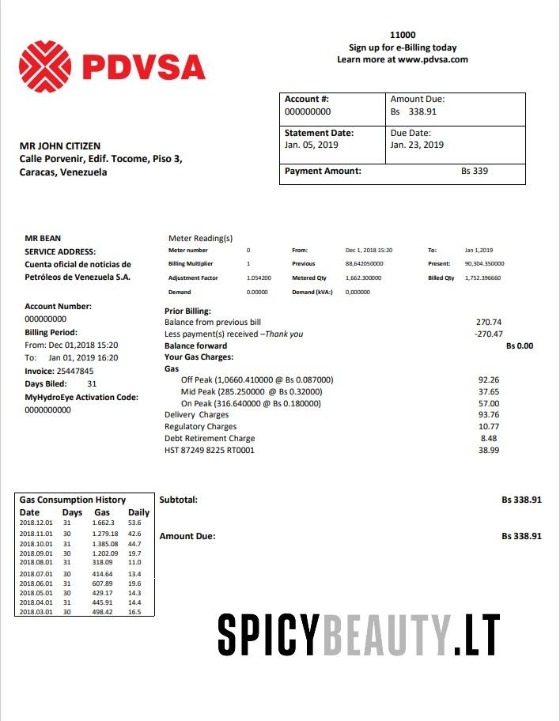 11000
Sign up for e-Billing today
Learn more at www.pdvsa.com
PDVSA
Account #:
000000000
Amount Due:
Bs 338.91
Statement Date:
Jan. 05, 2019
Due Date:
Jan. 23, 2019
Payment Amount: Bs 339
MR JOHN CITIZEN
Calle Porvenir, Edif. Tocome, Piso 3,
Caracas, Venezuela
MR BEAN
SERVICE ADDRESS:
Cuenta oficial de noticias de
Petróleos de Venezuela S.A.
Account Number:
000000000
Billing Period:
From: Dec 01,2018 15:20
To: Jan 01, 2019 16:20
Invoice: 25447845
Days Biled: 31
MyHydroEye Activation Code:
0000000000
Meter Reading(s)
Meter number 0 From: Dec 1, 2018 15:20 To: Jan 1,2019
Billing Multiplier 1 Previous 88,642050000 Present: 90,304.350000
Adjustment Factor 1.054200 Metered Qty 1,662.300000 Billed Qty 1,752.396660
Demand 0.00000 Demand (kVA:) 0,000000
Prior Billing:
Balance from previous bill 270.74
Less payment(s) received –Thank you -270.47
Balance forward Bs 0.00
Your Gas Charges:
Gas
Off Peak (1,0660.410000 @ Bs 0.087000) 92.26
Mid Peak (285.250000 @ Bs 0.32000) 37.65
On Peak (316.640000 @ Bs 0.180000) 57.00
Delivery Charges 93.76
Regulatory Charges 10.77
Debt Retirement Charge 8.48
HST 87249 8225 RT0001 38.99
Gas Consumption History
Date Days Gas Daily
2018.12.01 31 1.662.3 53.6
2018.11.01 30 1.279.18 42.6
2018.10.01 31 1.385.08 44.7
2018.09.01 30 1.202.09 19.7
2018.08.01 31 318.09 11.0
2018.07.01 30 414.64 13.4
2018.06.01 31 607.89 19.6
2018.05.01 30 429.17 14.3
2018.04.01 31 445.91 14.4
2018.03.01 30 498.42 16.5
Subtotal: Bs 338.91
Amount Due: Bs 338.91
SPICYBEAUTY.LT